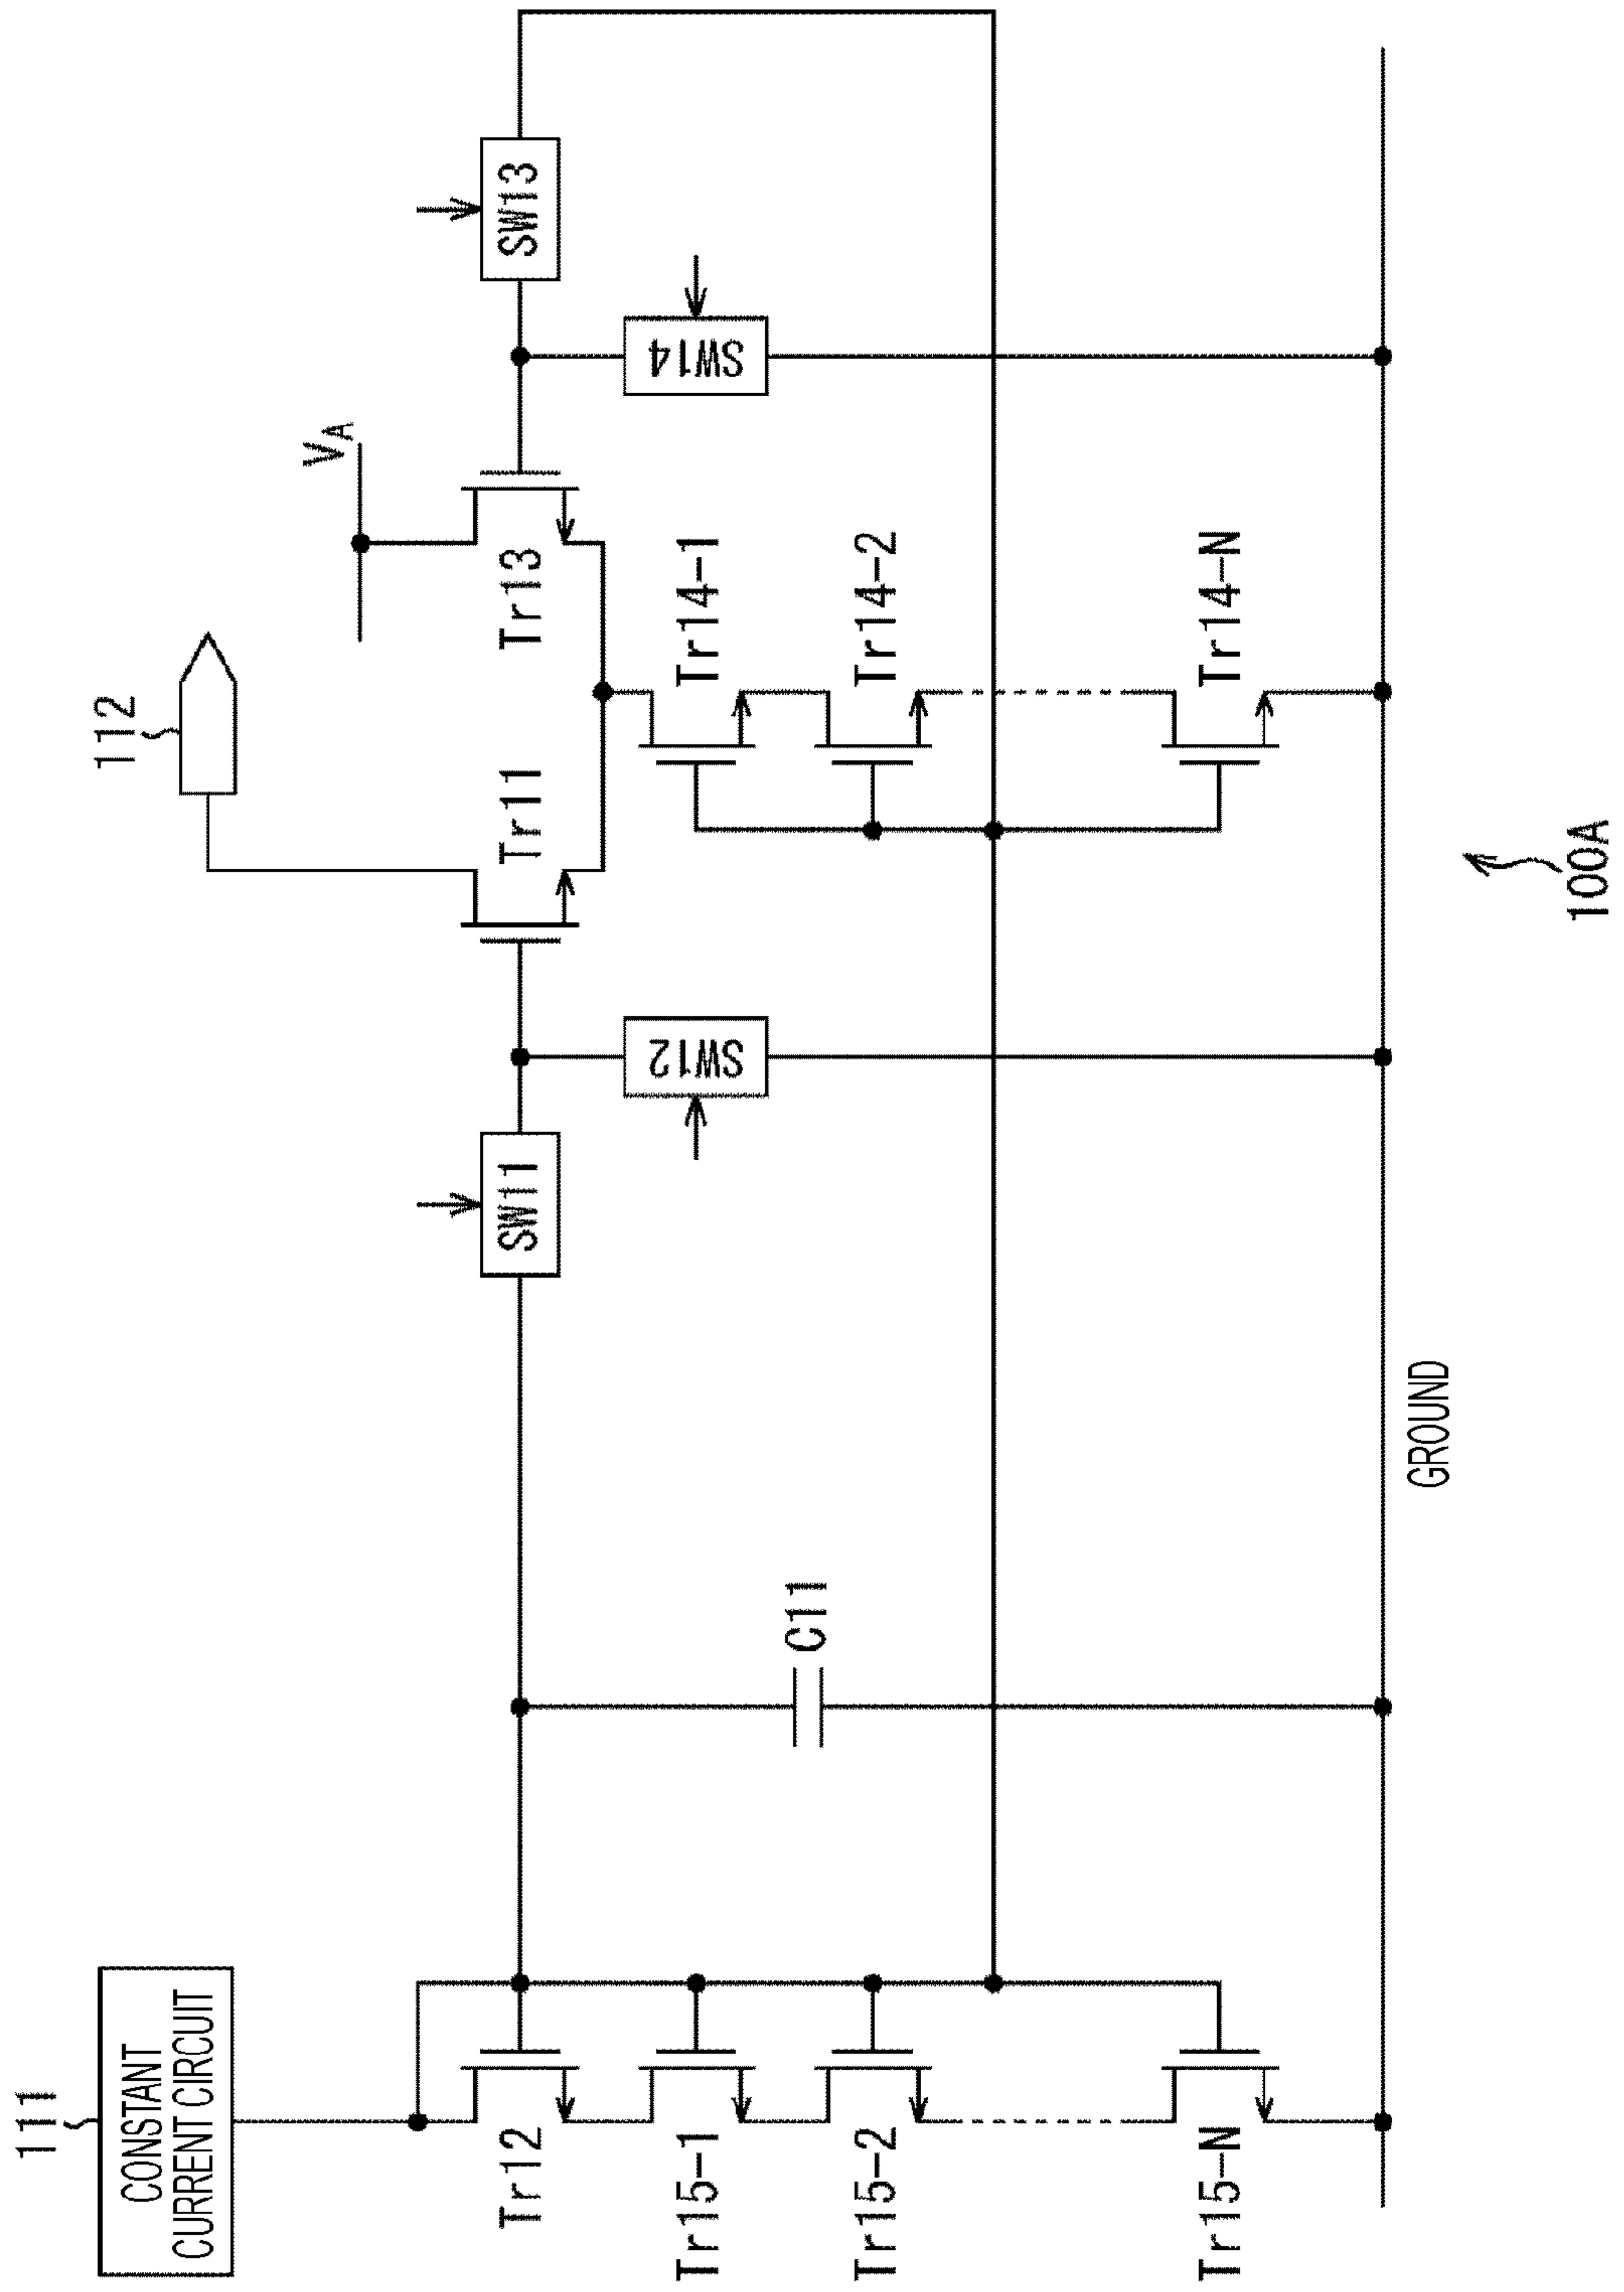 111
CONSTANT
CURRENT CIRCUIT
112
VA
SW11
SW13
Tr12
Tr11
Tr13
SW12
SW14
Tr15-1
C11
Tr14-1
Tr15-2
Tr14-2
Tr15-N
Tr14-N
GROUND
100A